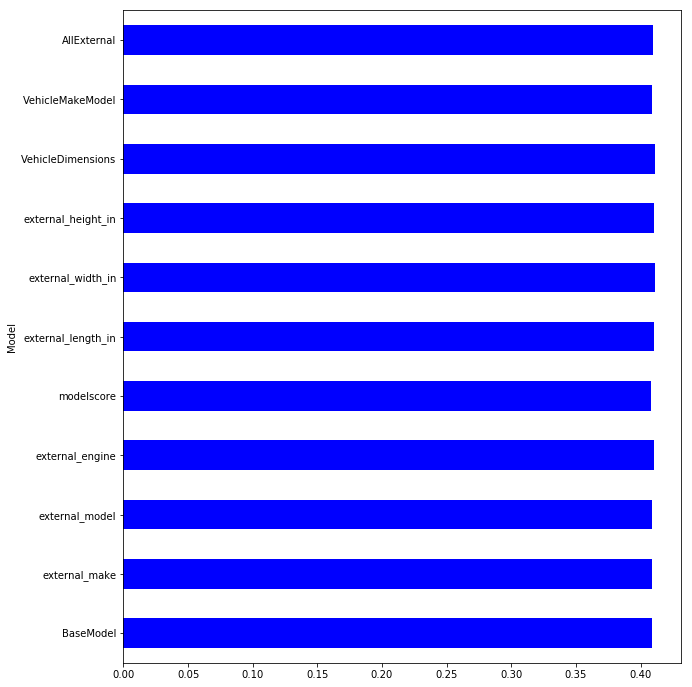 AllExternal
VehicleMakeModel
VehicleDimensions
external_height_in
external_width_in
external_length_in
modelscore
external_engine
external_model
external_make
BaseModel
Model
0.00 0.05 0.10 0.15 0.20 0.25 0.30 0.35 0.40